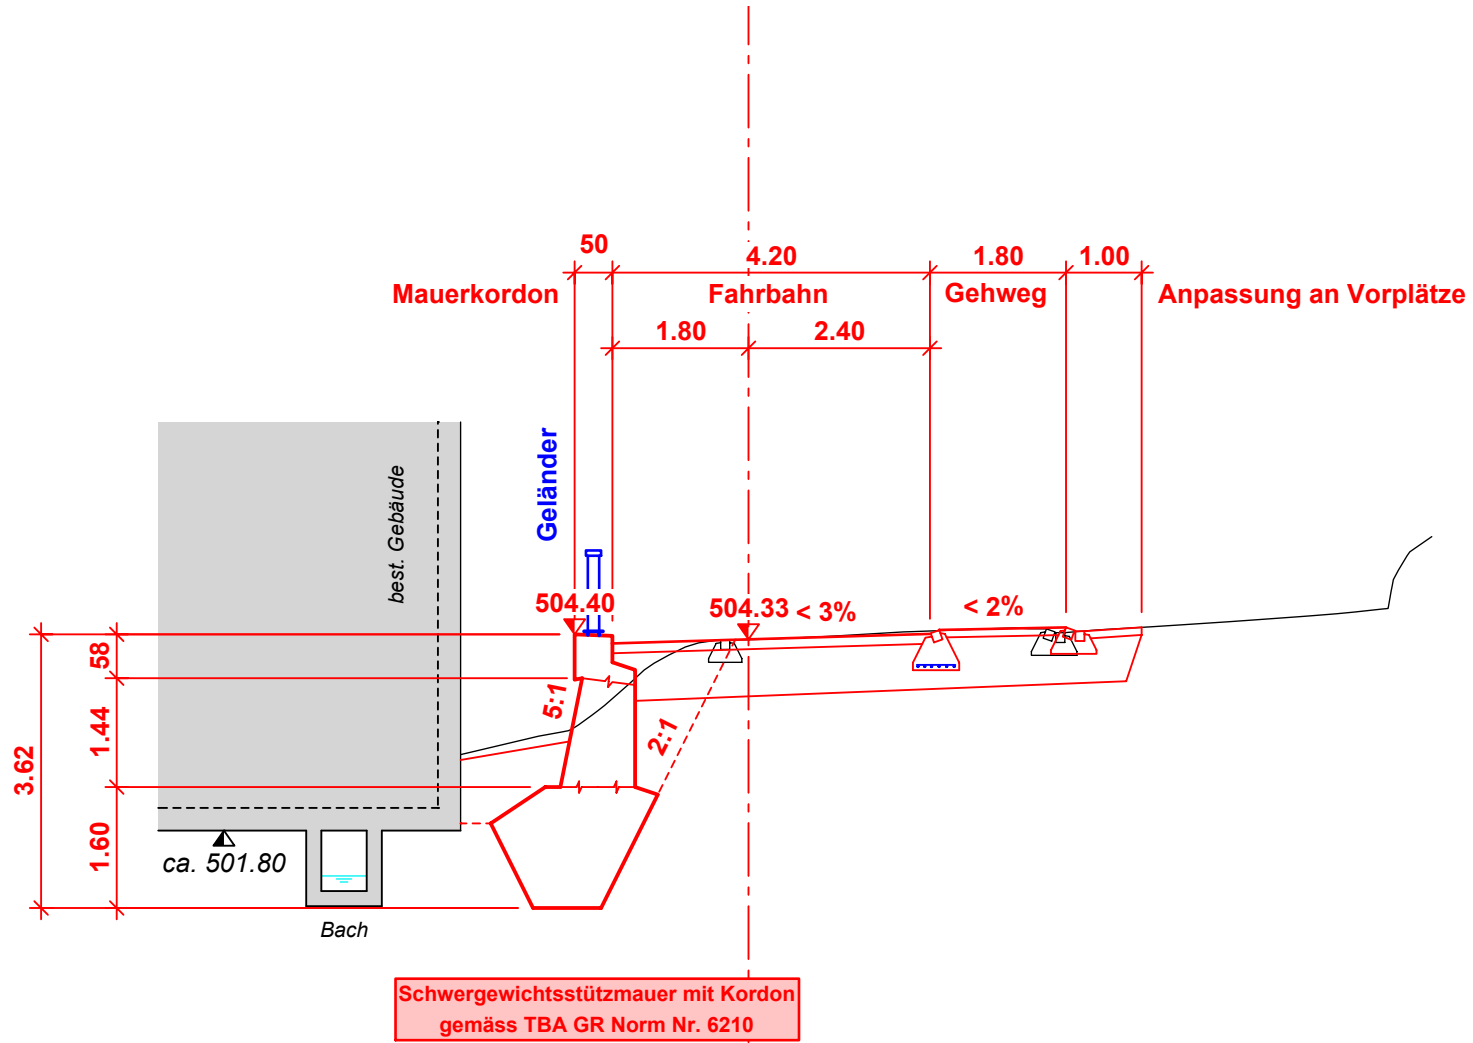 50
4.20
1.80
1.00
Mauerkordon
Fahrbahn
Gehweg
Anpassung an Vorplätze
1.80
2.40
Geländer
best. Gebäude
504.40
504.33
< 3%
< 2%
58
5:1
1.44
2:1
3.62
1.60
ca. 501.80
Bach
Schwergewichtsstützmauer mit Kordon
gemäss TBA GR Norm Nr. 6210